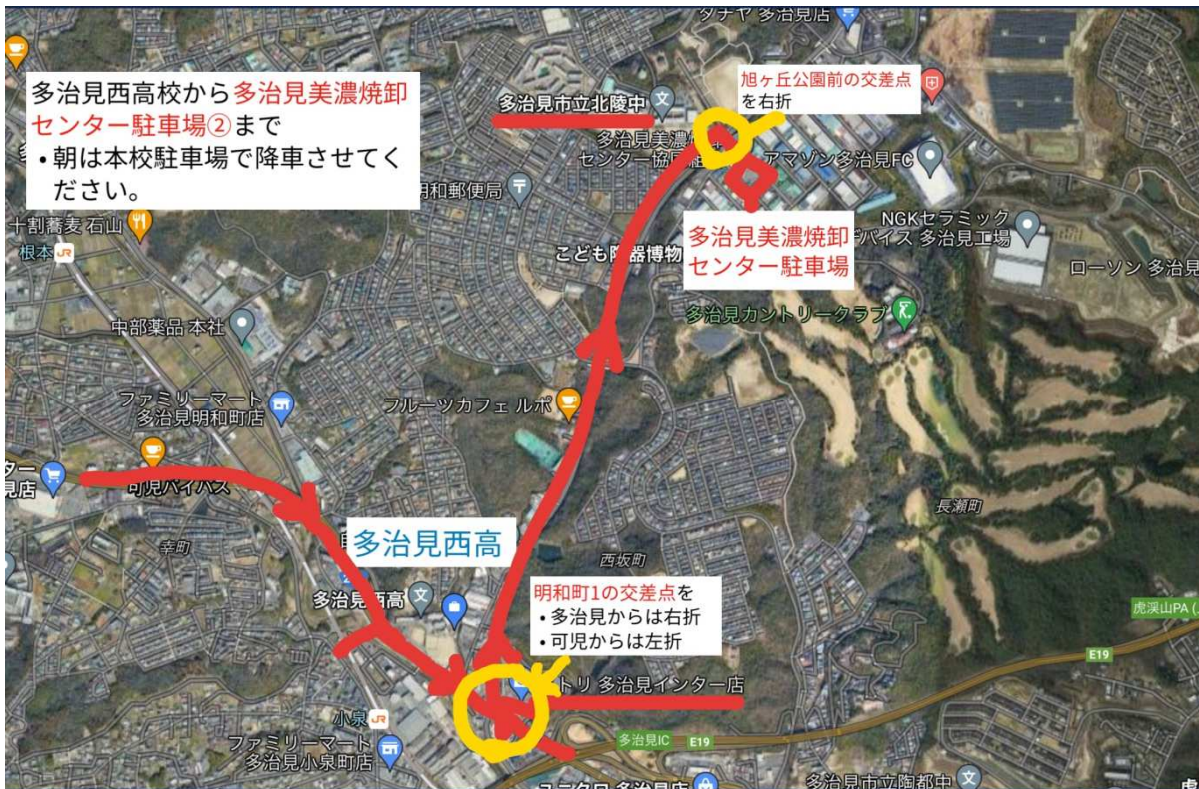 タチヤ 多治見店
多治見西高校から多治見美濃焼卸
センター駐車場②まで
・朝は本校駐車場で降車させてく
ださい。
旭ヶ丘公園前の交差点
を右折
多治見市立北陵中
多治見美濃焼
センター協同組
アマゾン多治見FC
明和郵便局
多治見美濃焼卸
センター駐車場
NGKセラミック
デバイス 多治見工場
ローソン 多治見
十割蕎麦 石山
根本 JR
こども陶器博物
多治見カントリークラブ
中部薬品 本社
ファミリーマート
多治見明和町店
フルーツカフェ ルポ
ター
見店
可児バイパス
長瀬町
幸町
多治見西高
西坂町
明和町1の交差点を
・多治見からは右折
・可児からは左折
多治見西高
虎渓山PA
E19
トリ 多治見インター店
小泉 JR
多治見IC E19
ファミリーマート
多治見小泉町店
ユニクロ 多治見店
多治見市立陶都中
虎